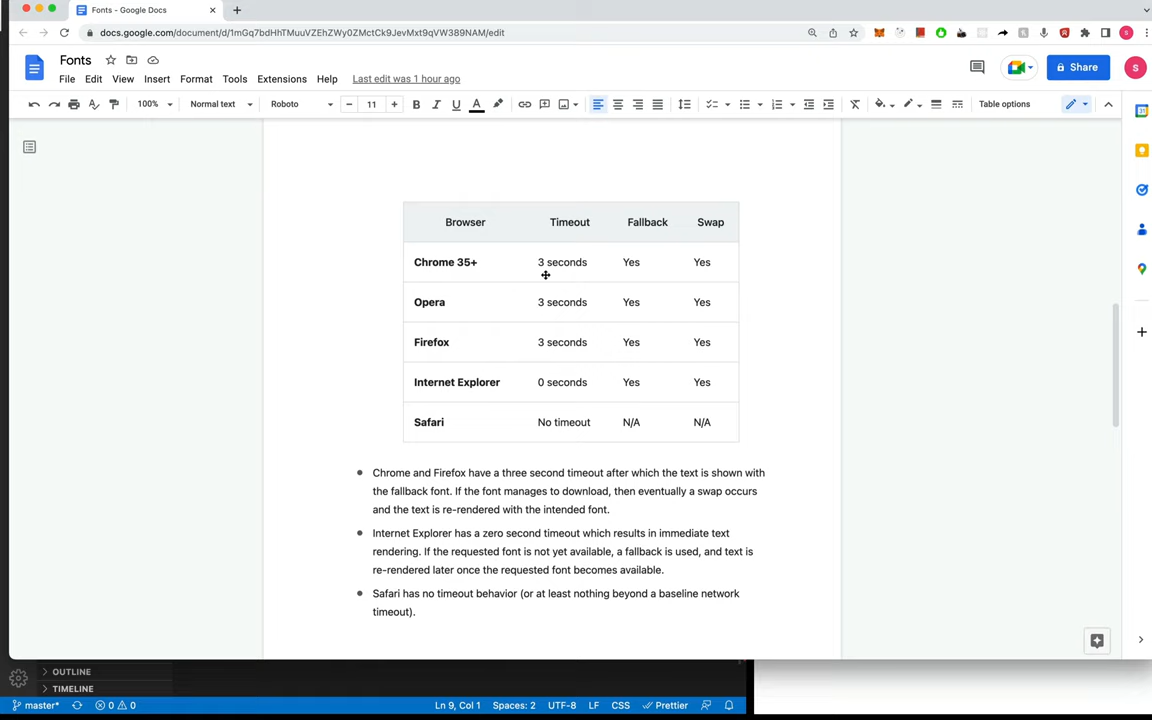 Fonts - Google Docs
docs.google.com/document/d/1mGq7bdHhTMuuVZEhZWy0ZMctCk9JevMxt9qVW389NAM/edit
Fonts
File Edit View Insert Format Tools Extensions Help Last edit was 1 hour ago
Share
S
100% Normal text Roboto 11 Table options
Browser Timeout Fallback Swap
Chrome 35+ 3 seconds Yes Yes
Opera 3 seconds Yes Yes
Firefox 3 seconds Yes Yes
Internet Explorer 0 seconds Yes Yes
Safari No timeout N/A N/A
Chrome and Firefox have a three second timeout after which the text is shown with
the fallback font. If the font manages to download, then eventually a swap occurs
and the text is re-rendered with the intended font.
Internet Explorer has a zero second timeout which results in immediate text
rendering. If the requested font is not yet available, a fallback is used, and text is
re-rendered later once the requested font becomes available.
Safari has no timeout behavior (or at least nothing beyond a baseline network
timeout).
OUTLINE
TIMELINE
master* 0 0 Ln 9, Col 1 Spaces: 2 UTF-8 LF CSS Prettier